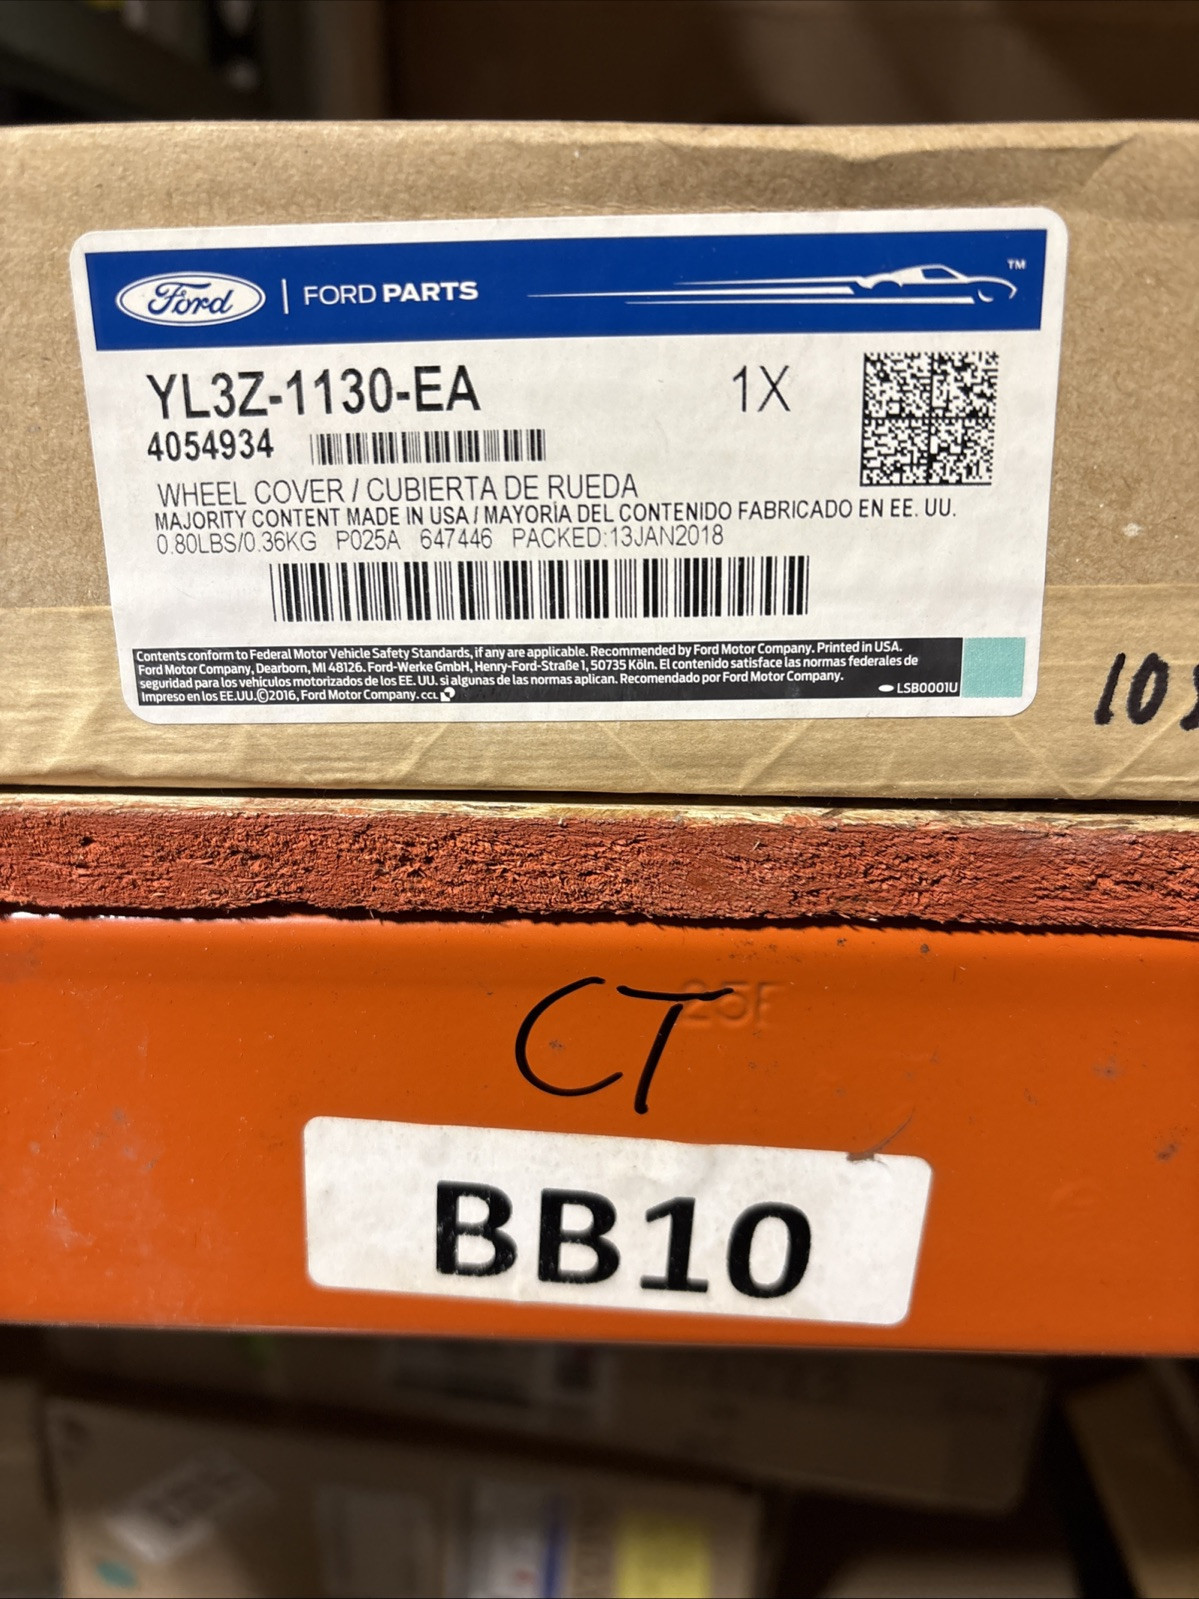 Ford | FORD PARTS ™
YL3Z-1130-EA 1X
4054934
WHEEL COVER / CUBIERTA DE RUEDA
MAJORITY CONTENT MADE IN USA / MAYORÍA DEL CONTENIDO FABRICADO EN EE. UU.
0.80LBS/0.36KG P025A 647446 PACKED:13JAN2018
Contents conform to Federal Motor Vehicle Safety Standards, if any are applicable. Recommended by Ford Motor Company. Printed in USA.
Ford Motor Company, Dearborn, MI 48126. Ford-Werke GmbH, Henry-Ford-Straße 1, 50735 Köln. El contenido satisface las normas federales de
seguridad para los vehículos motorizados de los EE. UU. si algunas de las normas aplican. Recomendado por Ford Motor Company.
Impreso en los EE.UU.©2016, Ford Motor Company. CCL LSB0001U
CT
BB10